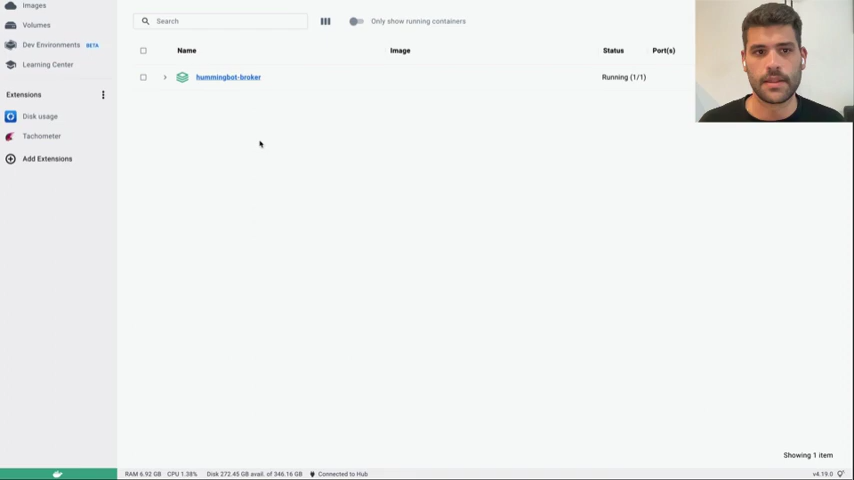 Images
Volumes
Dev Environments BETA
Learning Center
Extensions
Disk usage
Tachometer
Add Extensions
Search
Only show running containers
Name Image Status Port(s)
hummingbot-broker Running (1/1)
Showing 1 item
RAM 6.92 GB CPU 1.38% Disk 272.45 GB avail. of 346.16 GB Connected to Hub v4.19.0